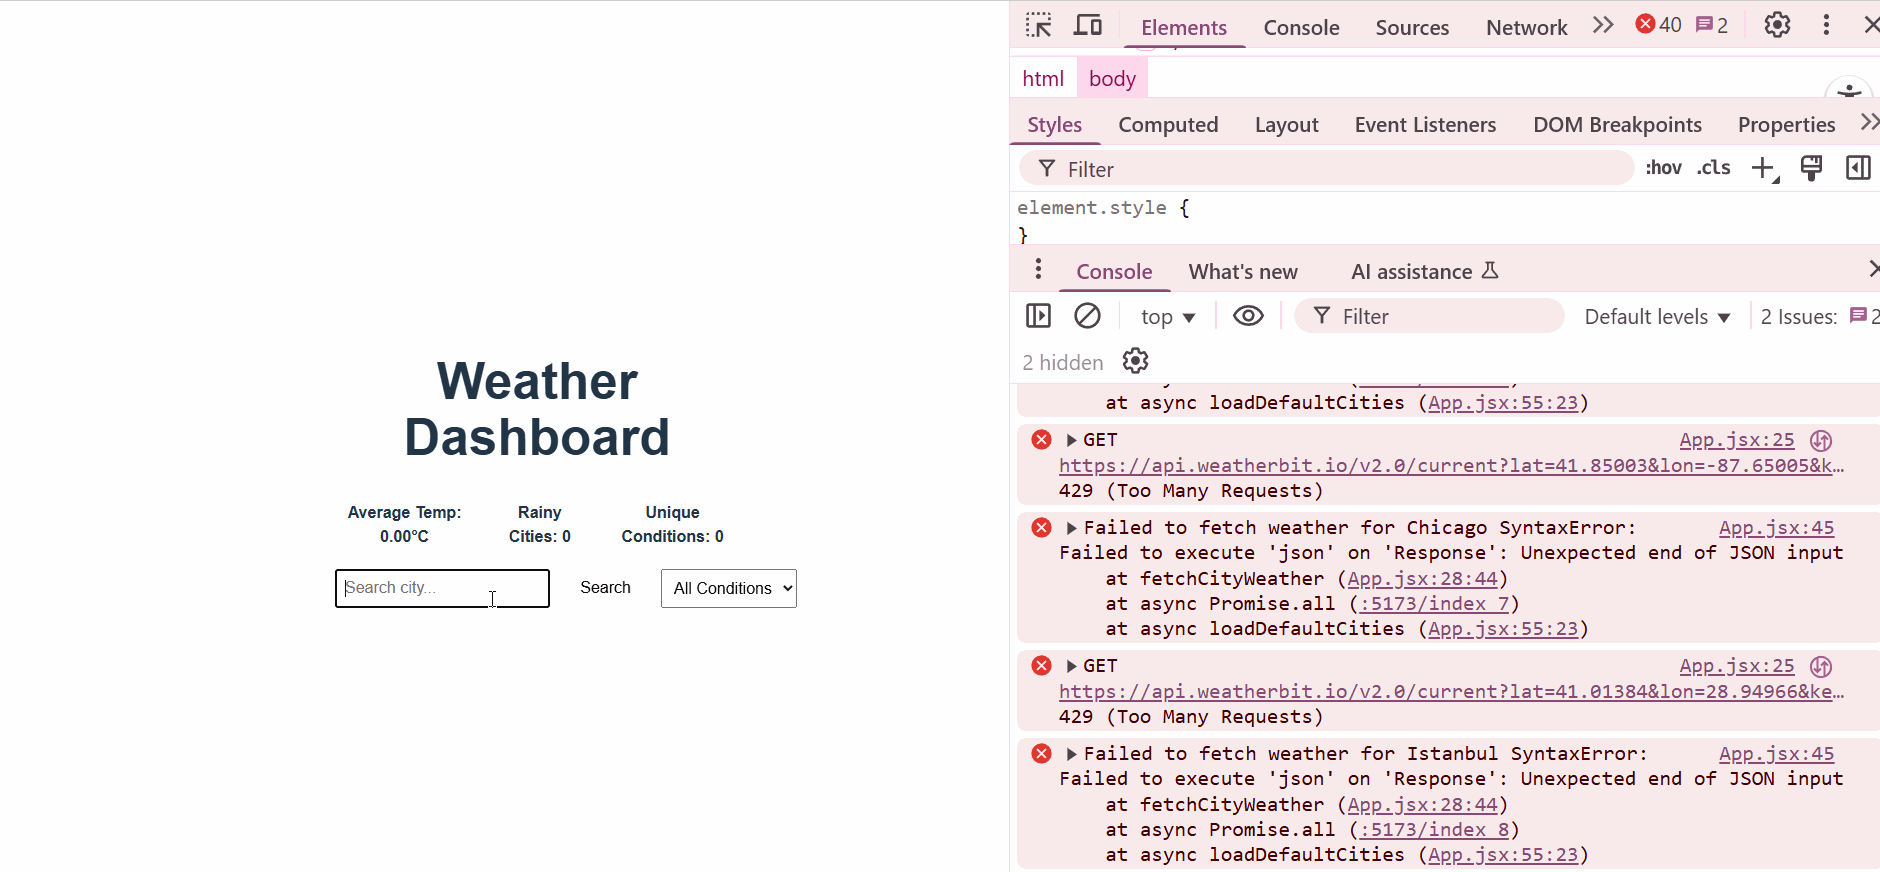 Weather
Dashboard
Average Temp:
0.00°C
Rainy
Cities: 0
Unique
Conditions: 0
Search city...
Search
All Conditions
Elements
Console
Sources
Network
40
2
html
body
Styles
Computed
Layout
Event Listeners
DOM Breakpoints
Properties
Filter
:hov
.cls
element.style {
}
Console
What's new
AI assistance
top
Filter
Default levels
2 Issues:
2
2 hidden
at async loadDefaultCities (App.jsx:55:23)
GET
App.jsx:25
https://api.weatherbit.io/v2.0/current?lat=41.85003&lon=-87.65005&k…
429 (Too Many Requests)
Failed to fetch weather for Chicago SyntaxError:
App.jsx:45
Failed to execute 'json' on 'Response': Unexpected end of JSON input
at fetchCityWeather (App.jsx:28:44)
at async Promise.all (:5173/index 7)
at async loadDefaultCities (App.jsx:55:23)
GET
App.jsx:25
https://api.weatherbit.io/v2.0/current?lat=41.01384&lon=28.94966&ke…
429 (Too Many Requests)
Failed to fetch weather for Istanbul SyntaxError:
App.jsx:45
Failed to execute 'json' on 'Response': Unexpected end of JSON input
at fetchCityWeather (App.jsx:28:44)
at async Promise.all (:5173/index 8)
at async loadDefaultCities (App.jsx:55:23)